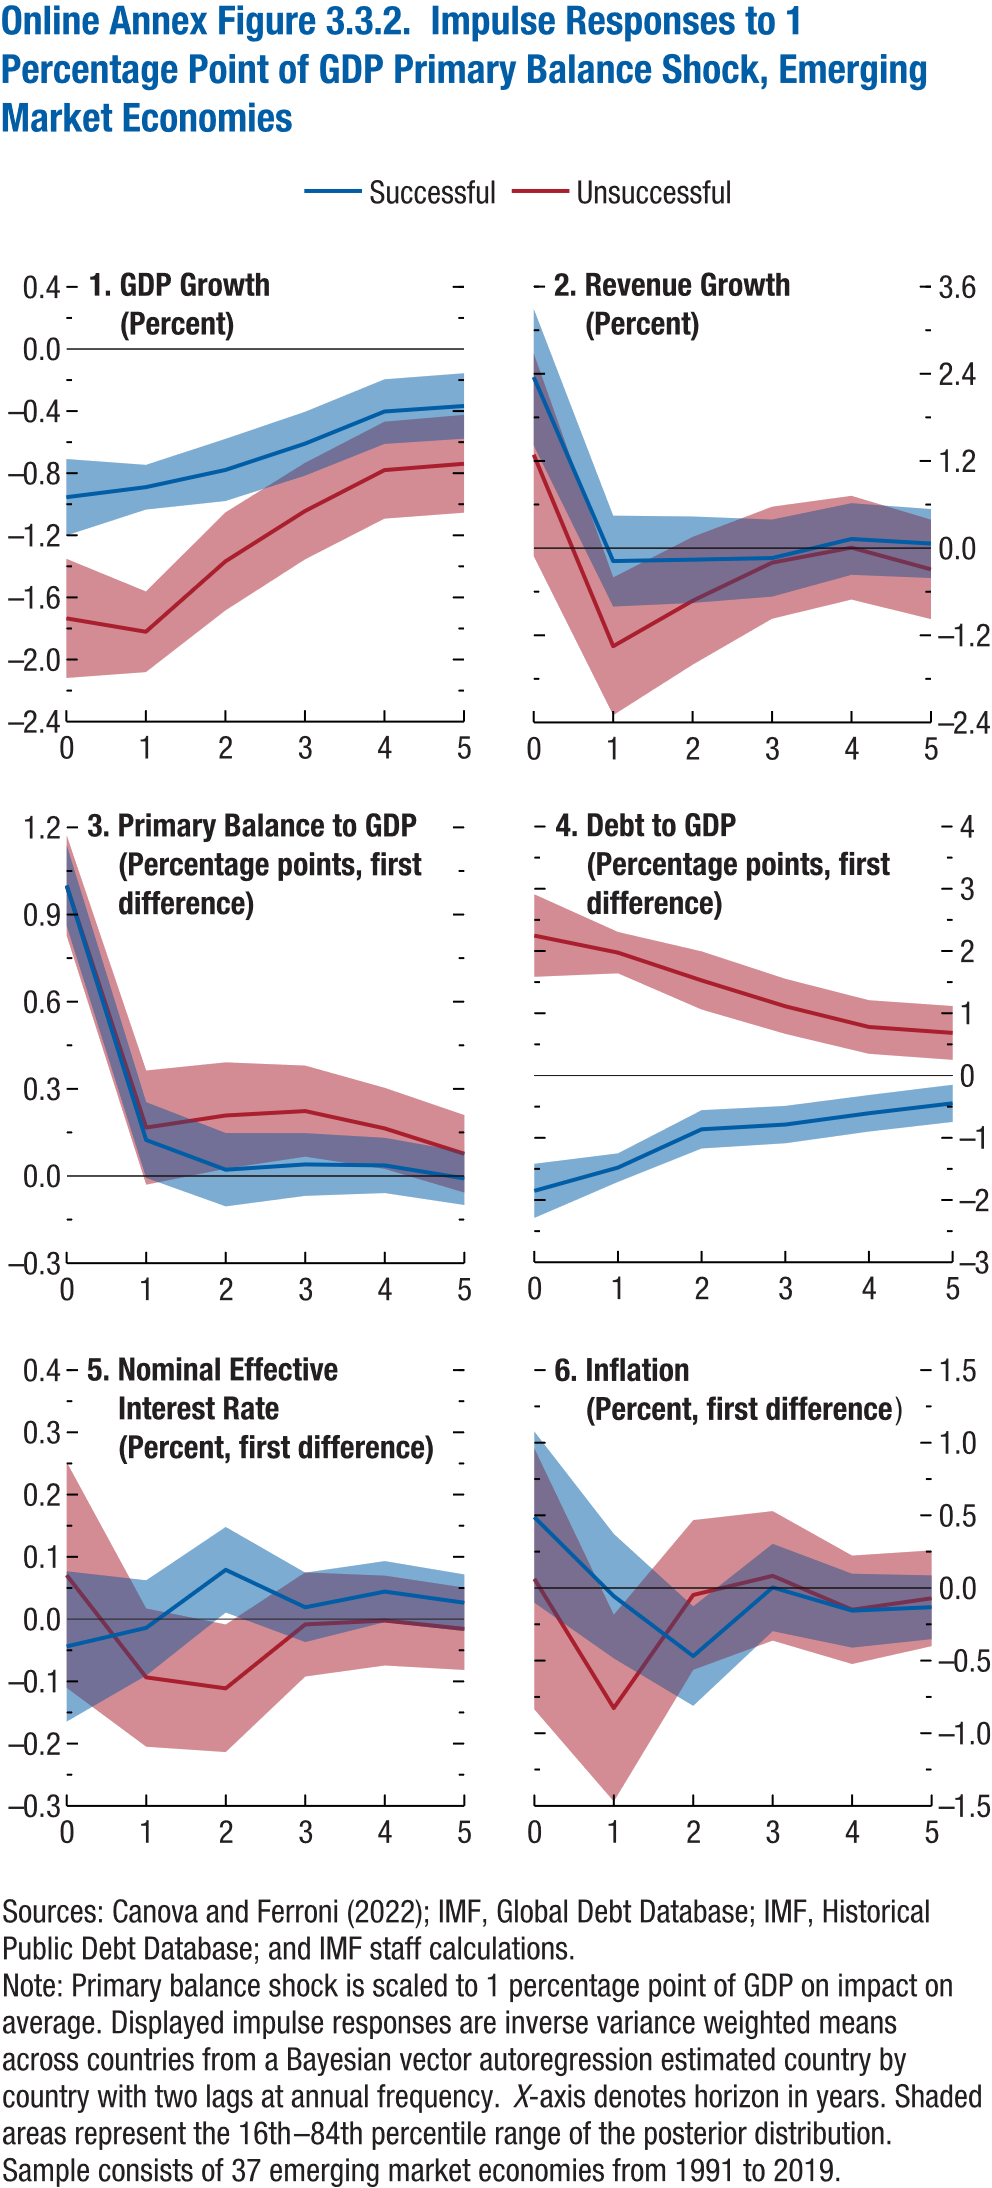 Online Annex Figure 3.3.2.  Impulse Responses to 1
Percentage Point of GDP Primary Balance Shock, Emerging
Market Economies
Successful
Unsuccessful
1. GDP Growth
(Percent)
0.4
0.0
–0.4
–0.8
–1.2
–1.6
–2.0
–2.4
0 1 2 3 4 5
2. Revenue Growth
(Percent)
3.6
2.4
1.2
0.0
–1.2
–2.4
0 1 2 3 4 5
3. Primary Balance to GDP
(Percentage points, first
difference)
1.2
0.9
0.6
0.3
0.0
–0.3
0 1 2 3 4 5
4. Debt to GDP
(Percentage points, first
difference)
4
3
2
1
0
–1
–2
–3
0 1 2 3 4 5
5. Nominal Effective
Interest Rate
(Percent, first difference)
0.4
0.3
0.2
0.1
0.0
–0.1
–0.2
–0.3
0 1 2 3 4 5
6. Inflation
(Percent, first difference)
1.5
1.0
0.5
0.0
–0.5
–1.0
–1.5
0 1 2 3 4 5
Sources: Canova and Ferroni (2022); IMF, Global Debt Database; IMF, Historical
Public Debt Database; and IMF staff calculations.
Note: Primary balance shock is scaled to 1 percentage point of GDP on impact on
average. Displayed impulse responses are inverse variance weighted means
across countries from a Bayesian vector autoregression estimated country by
country with two lags at annual frequency.  X-axis denotes horizon in years. Shaded
areas represent the 16th–84th percentile range of the posterior distribution.
Sample consists of 37 emerging market economies from 1991 to 2019.